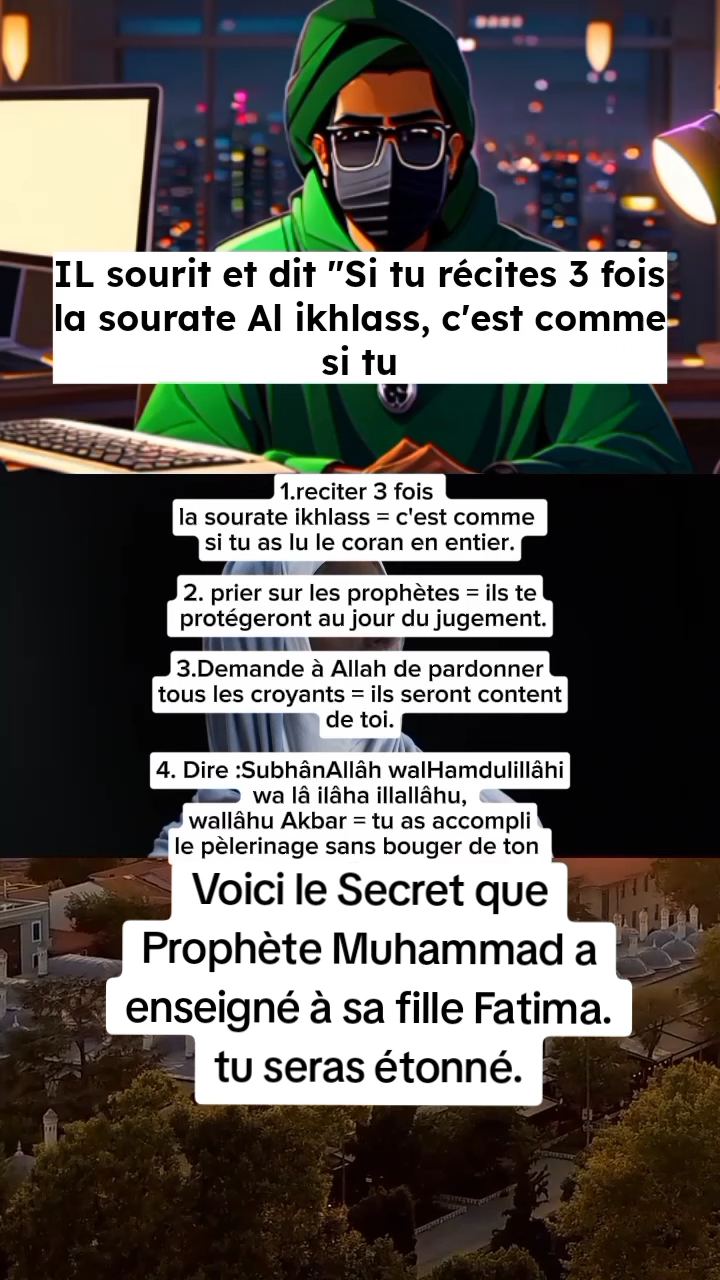 IL sourit et dit "Si tu récites 3 fois
la sourate Al ikhlass, c'est comme
si tu
1.reciter 3 fois
la sourate ikhlass = c'est comme
si tu as lu le coran en entier.
2. prier sur les prophètes = ils te
protégeront au jour du jugement.
3.Demande à Allah de pardonner
tous les croyants = ils seront content
de toi.
4. Dire :SubhânAllâh walHamdulillâhi
wa lâ ilâha illallâhu,
wallâhu Akbar = tu as accompli
le pèlerinage sans bouger de ton
Voici le Secret que
Prophète Muhammad a
enseigné à sa fille Fatima.
tu seras étonné.